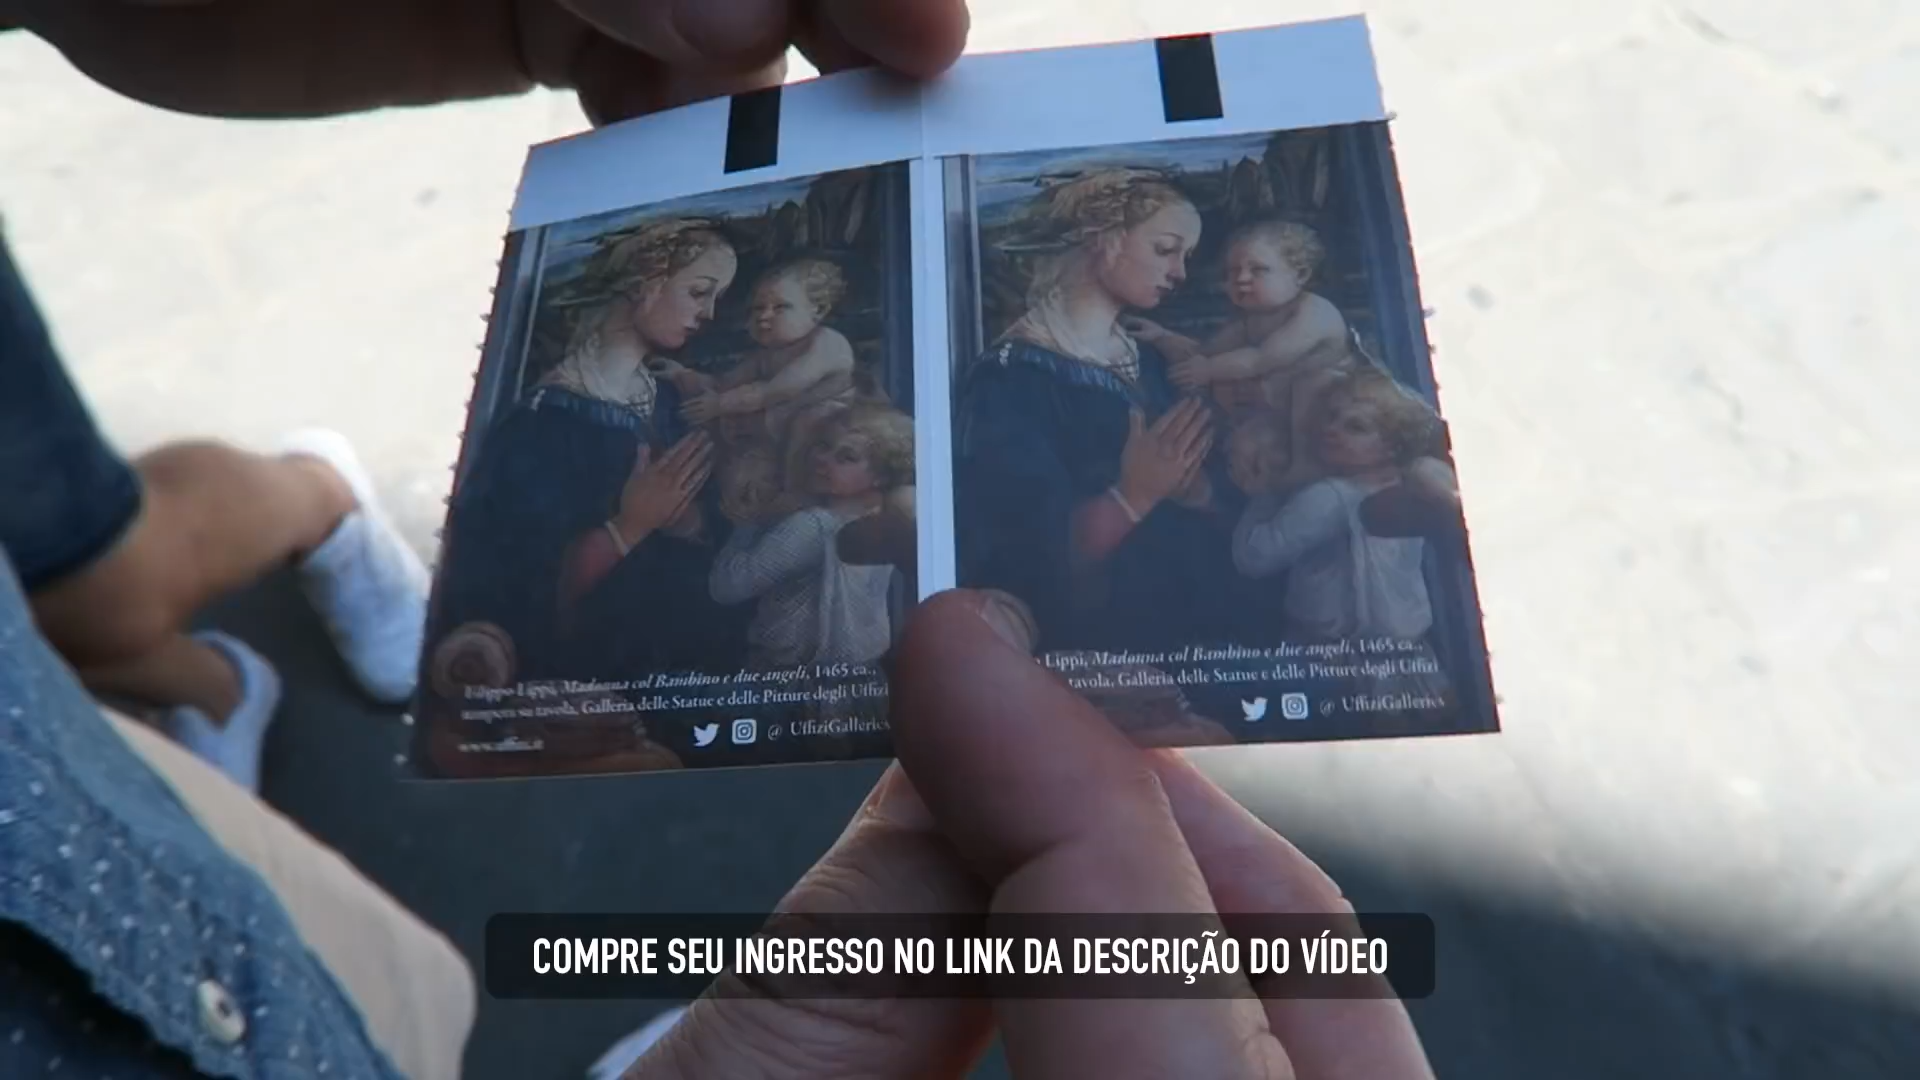 Filippo Lippi, Madonna col Bambino e due angeli, 1465 ca.,
tempera su tavola, Galleria delle Statue e delle Pitture degli Uffizi
@ UffiziGalleries
www.uffizi.it
Lippi, Madonna col Bambino e due angeli, 1465 ca.,
tavola, Galleria delle Statue e delle Pitture degli Uffizi
@ UffiziGalleries
COMPRE SEU INGRESSO NO LINK DA DESCRIÇÃO DO VÍDEO